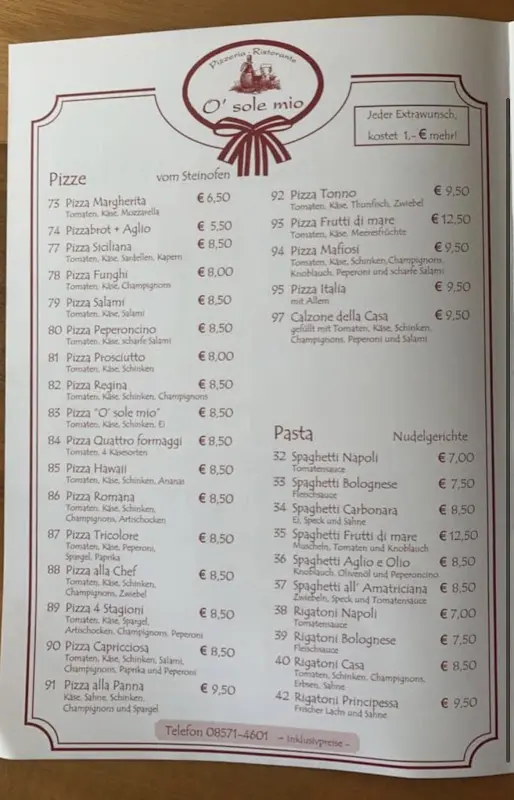 Pizzeria - Ristorante
O' sole mio
Jeder Extrawunsch,
kostet 1,- € mehr!
Pizze vom Steinofen
73 Pizza Margherita € 6,50
Tomaten, Käse, Mozzarella
74 Pizzabrot + Aglio € 5,50
77 Pizza Siciliana € 8,50
Tomaten, Käse, Sardellen, Kapern
78 Pizza Funghi € 8,00
Tomaten, Käse, Champignons
79 Pizza Salami € 8,50
Tomaten, Käse, Salami
80 Pizza Peperoncino € 8,50
Tomaten, Käse, scharfe Salami
81 Pizza Prosciutto € 8,00
Tomaten, Käse, Schinken
82 Pizza Regina € 8,50
Tomaten, Käse, Schinken, Champignons
83 Pizza "O' sole mio" € 8,50
Tomaten, Käse, Schinken, Ei
84 Pizza Quattro formaggi € 8,50
Tomaten, 4 Käsesorten
85 Pizza Hawaii € 8,50
Tomaten, Käse, Schinken, Ananas
86 Pizza Romana € 8,50
Tomaten, Käse, Schinken,
Champignons, Artischocken
87 Pizza Tricolore € 8,50
Tomaten, Käse, Peperoni,
Spargel, Paprika
88 Pizza alla Chef € 8,50
Tomaten, Käse, Schinken,
Champignons, Zwiebel
89 Pizza 4 Stagioni € 8,50
Tomaten, Käse, Spargel,
Artischocken, Champignons, Peperoni
90 Pizza Capricciosa € 8,50
Tomaten, Käse, Schinken, Salami,
Champignons, Paprika und Peperoni
91 Pizza alla Panna € 9,50
Käse, Sahne, Schinken,
Champignons und Spargel
92 Pizza Tonno € 9,50
Tomaten, Käse, Thunfisch, Zwiebel
93 Pizza Frutti di mare € 12,50
Tomaten, Käse, Meeresfrüchte
94 Pizza Mafiosi € 9,50
Tomaten, Käse, Schinken, Champignons,
Knoblauch, Peperoni und scharfe Salami
95 Pizza Italia € 9,50
mit Allem
97 Calzone della Casa € 9,50
gefüllt mit Tomaten, Käse, Schinken,
Champignons, Peperoni und Salami
Pasta Nudelgerichte
32 Spaghetti Napoli € 7,00
Tomatensauce
33 Spaghetti Bolognese € 7,50
Fleischsauce
34 Spaghetti Carbonara € 8,50
Ei, Speck und Sahne
35 Spaghetti Frutti di mare € 12,50
Muscheln, Tomaten und Knoblauch
36 Spaghetti Aglio e Olio € 8,50
Knoblauch, Olivenöl und Peperoncino
37 Spaghetti all' Amatriciana € 8,50
Zwiebeln, Speck und Tomatensauce
38 Rigatoni Napoli € 7,00
Tomatensauce
39 Rigatoni Bolognese € 7,50
Fleischsauce
40 Rigatoni Casa € 8,50
Tomaten, Schinken, Champignons,
Erbsen, Sahne
42 Rigatoni Principessa € 9,50
Frischer Lachs und Sahne
Telefon 08571-4601 - Inklusivpreise -